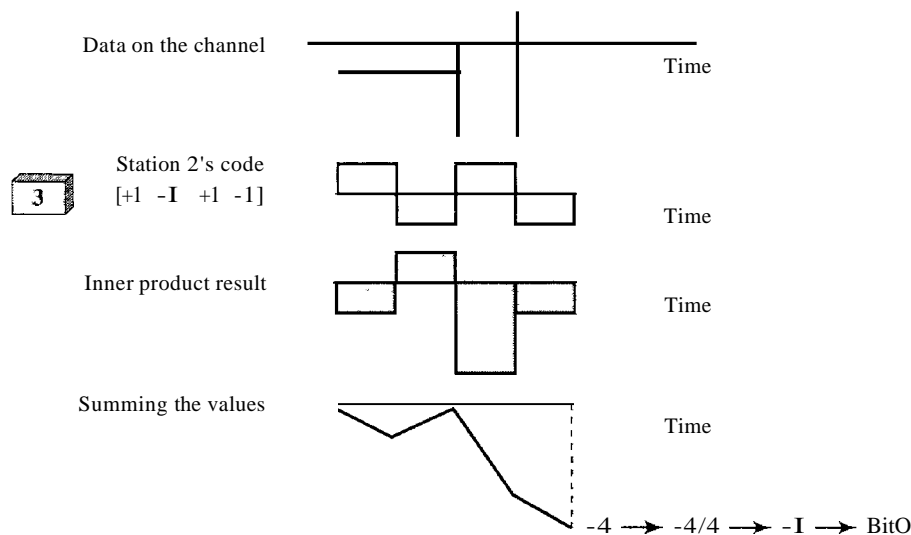 Data on the channel
Time
Station 2's code
3
[+1 -I +1 -1]
Time
Inner product result
Time
Summing the values
Time
-4 → -4/4 → -I → BitO